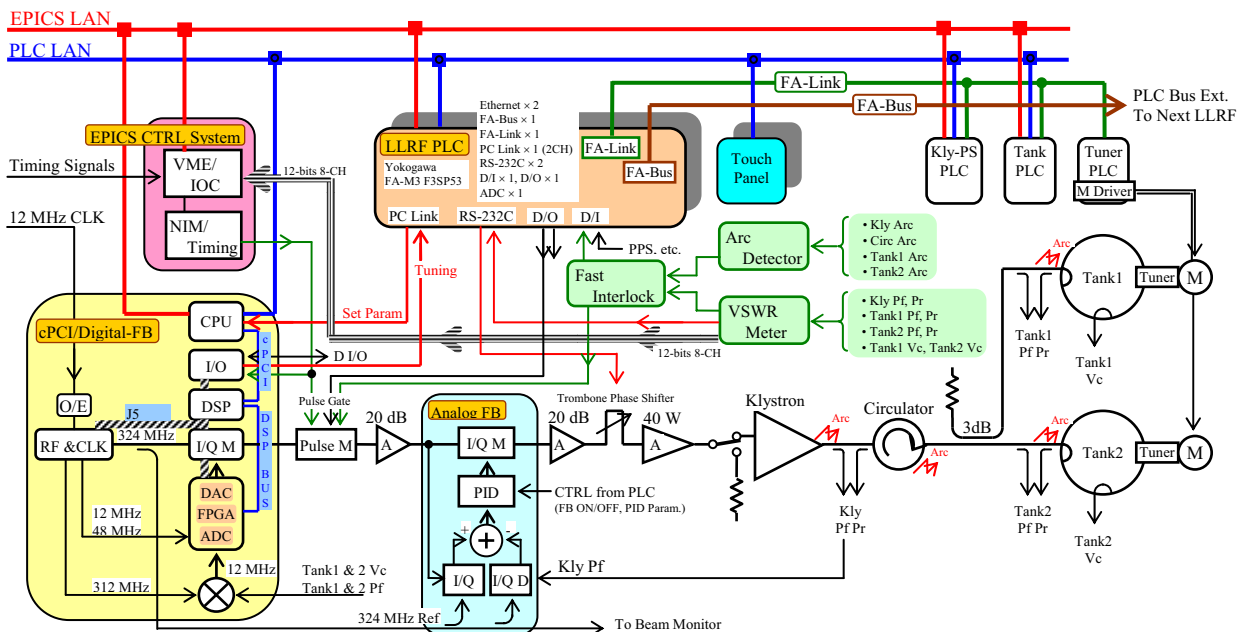 EPICS LAN
PLC LAN
FA-Link
FA-Bus
PLC Bus Ext.
To Next LLRF
EPICS CTRL System
VME/
IOC
NIM/
Timing
Timing Signals
12 MHz CLK
12-bits 8-CH
LLRF PLC
Yokogawa
FA-M3 F3SP53
Ethernet × 2
FA-Bus × 1
FA-Link × 1
PC Link × 1 (2CH)
RS-232C × 2
D/I × 1, D/O × 1
ADC × 1
FA-Link
FA-Bus
PC Link
RS-232C
D/O
D/I
PPS. etc.
Touch
Panel
Kly-PS
PLC
Tank
PLC
Tuner
PLC
M Driver
Arc
Detector
• Kly Arc
• Circ Arc
• Tank1 Arc
• Tank2 Arc
Fast
Interlock
VSWR
Meter
• Kly Pf, Pr
• Tank1 Pf, Pr
• Tank2 Pf, Pr
• Tank1 Vc, Tank2 Vc
12-bits 8-CH
Tuning
Set Param
cPCI/Digital-FB
CPU
I/O
DSP
I/Q M
cPCI
DSP BUS
D I/O
O/E
J5
324 MHz
RF &CLK
DAC
FPGA
ADC
12 MHz
48 MHz
12 MHz
312 MHz
Tank1 & 2 Vc
Tank1 & 2 Pf
Pulse Gate
Pulse M
20 dB
A
Analog FB
I/Q M
PID
CTRL from PLC
(FB ON/OFF, PID Param.)
+
-
+
I/Q
I/Q D
Kly Pf
324 MHz Ref
To Beam Monitor
20 dB
A
Trombone Phase Shifter
40 W
A
Klystron
Arc
Kly
Pf Pr
Circulator
Arc
3dB
Arc
Tank1
Tuner
M
Tank1
Pf Pr
Tank1
Vc
Arc
Tank2
Tuner
M
Tank2
Pf Pr
Tank2
Vc